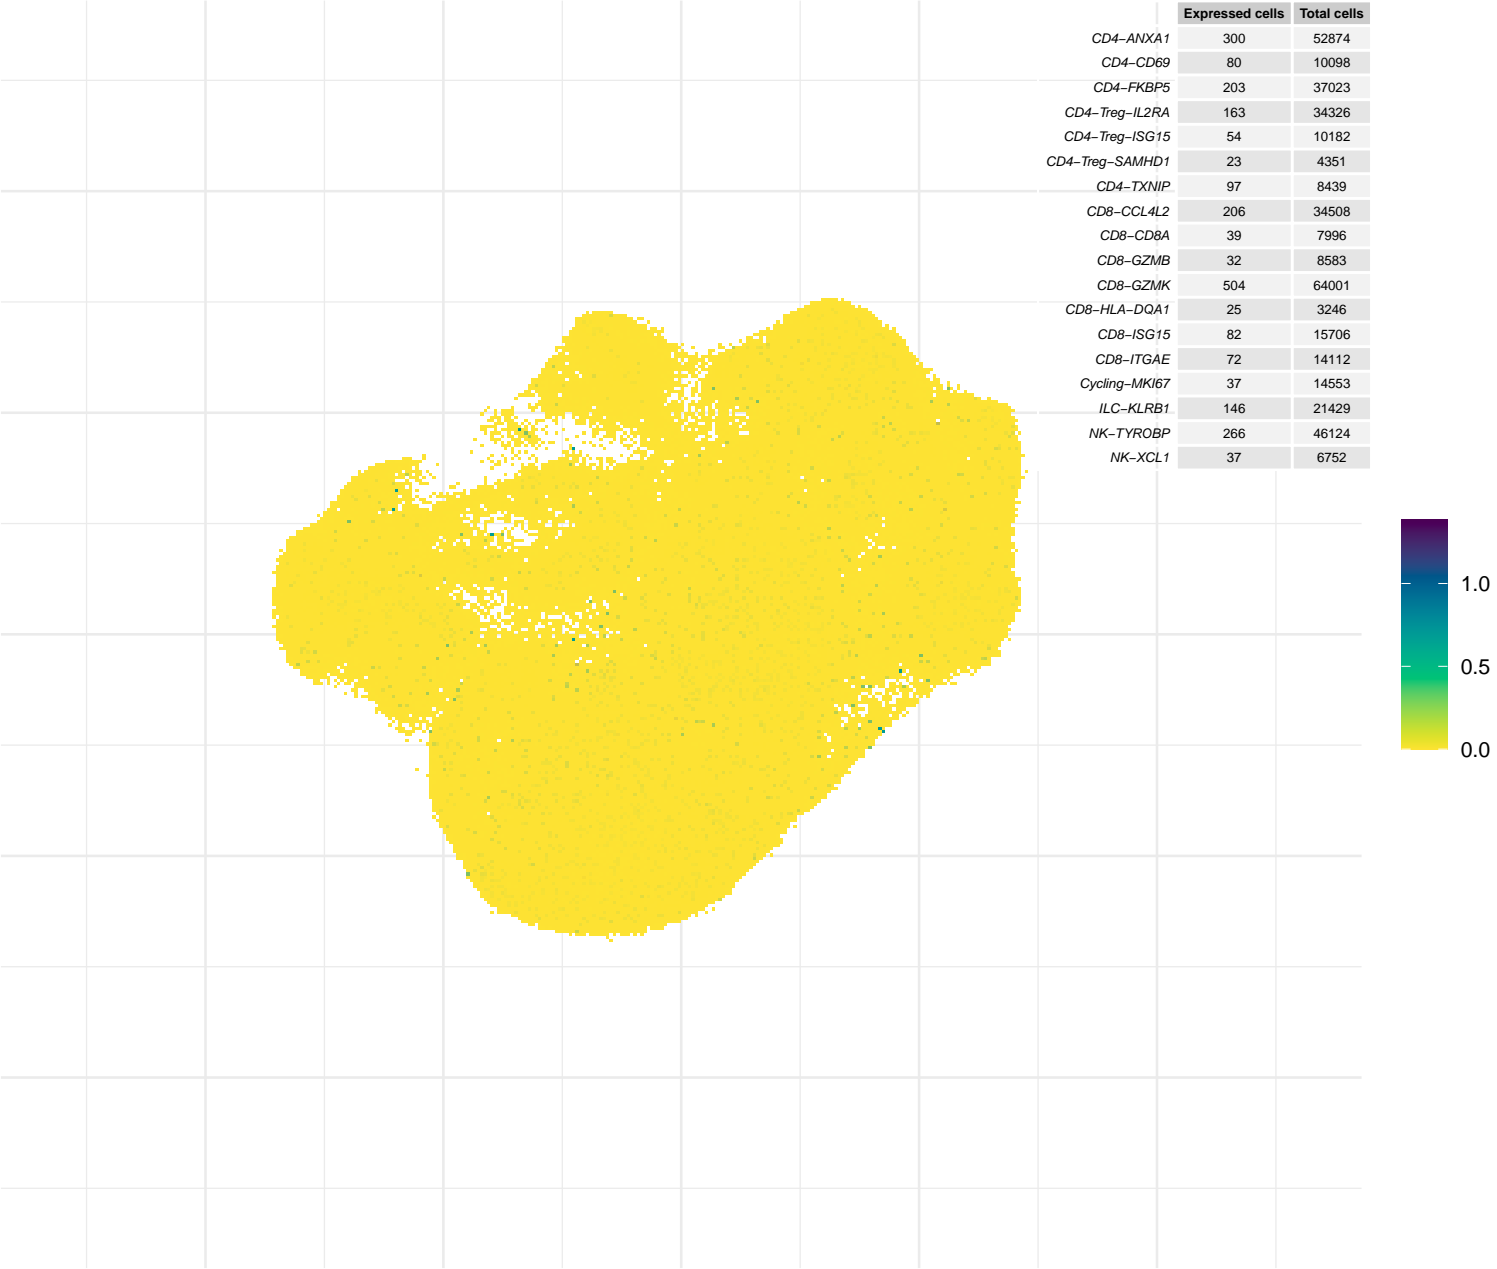 Expressed cells Total cells
CD4−ANXA1 300 52874
CD4−CD69 80 10098
CD4−FKBP5 203 37023
CD4−Treg−IL2RA 163 34326
CD4−Treg−ISG15 54 10182
CD4−Treg−SAMHD1 23 4351
CD4−TXNIP 97 8439
CD8−CCL4L2 206 34508
CD8−CD8A 39 7996
CD8−GZMB 32 8583
CD8−GZMK 504 64001
CD8−HLA−DQA1 25 3246
CD8−ISG15 82 15706
CD8−ITGAE 72 14112
Cycling−MKI67 37 14553
ILC−KLRB1 146 21429
NK−TYROBP 266 46124
NK−XCL1 37 6752
1.0
0.5
0.0